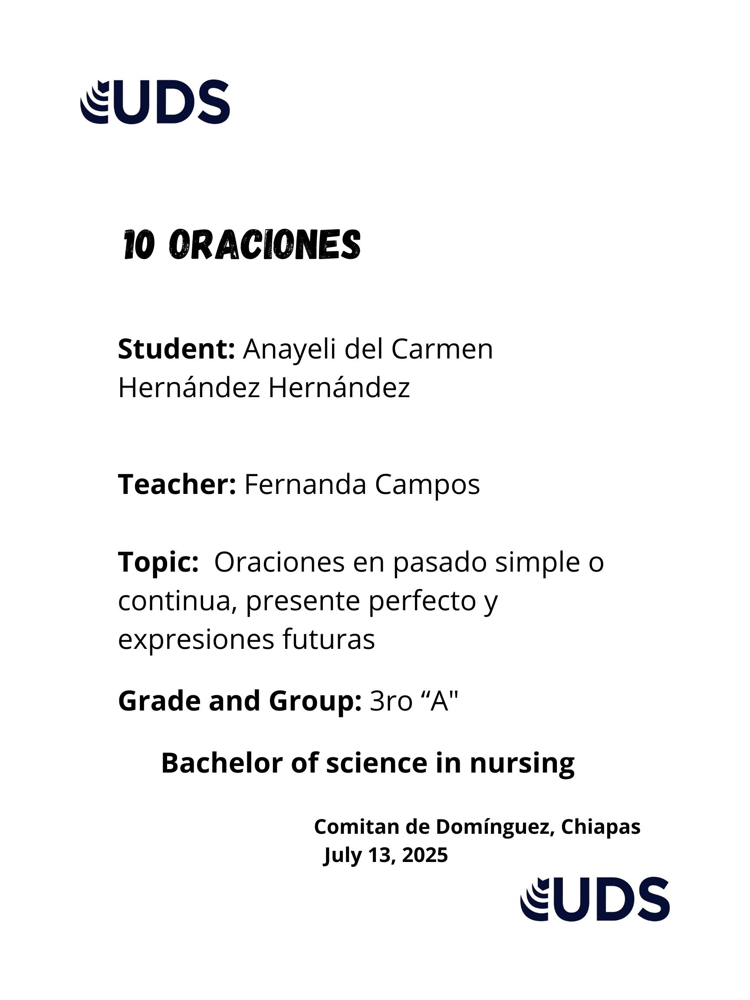 UDS
10 ORACIONES
Student: Anayeli del Carmen
Hernández Hernández
Teacher: Fernanda Campos
Topic:  Oraciones en pasado simple o
continua, presente perfecto y
expresiones futuras
Grade and Group: 3ro “A"
Bachelor of science in nursing
Comitan de Domínguez, Chiapas
July 13, 2025
UDS